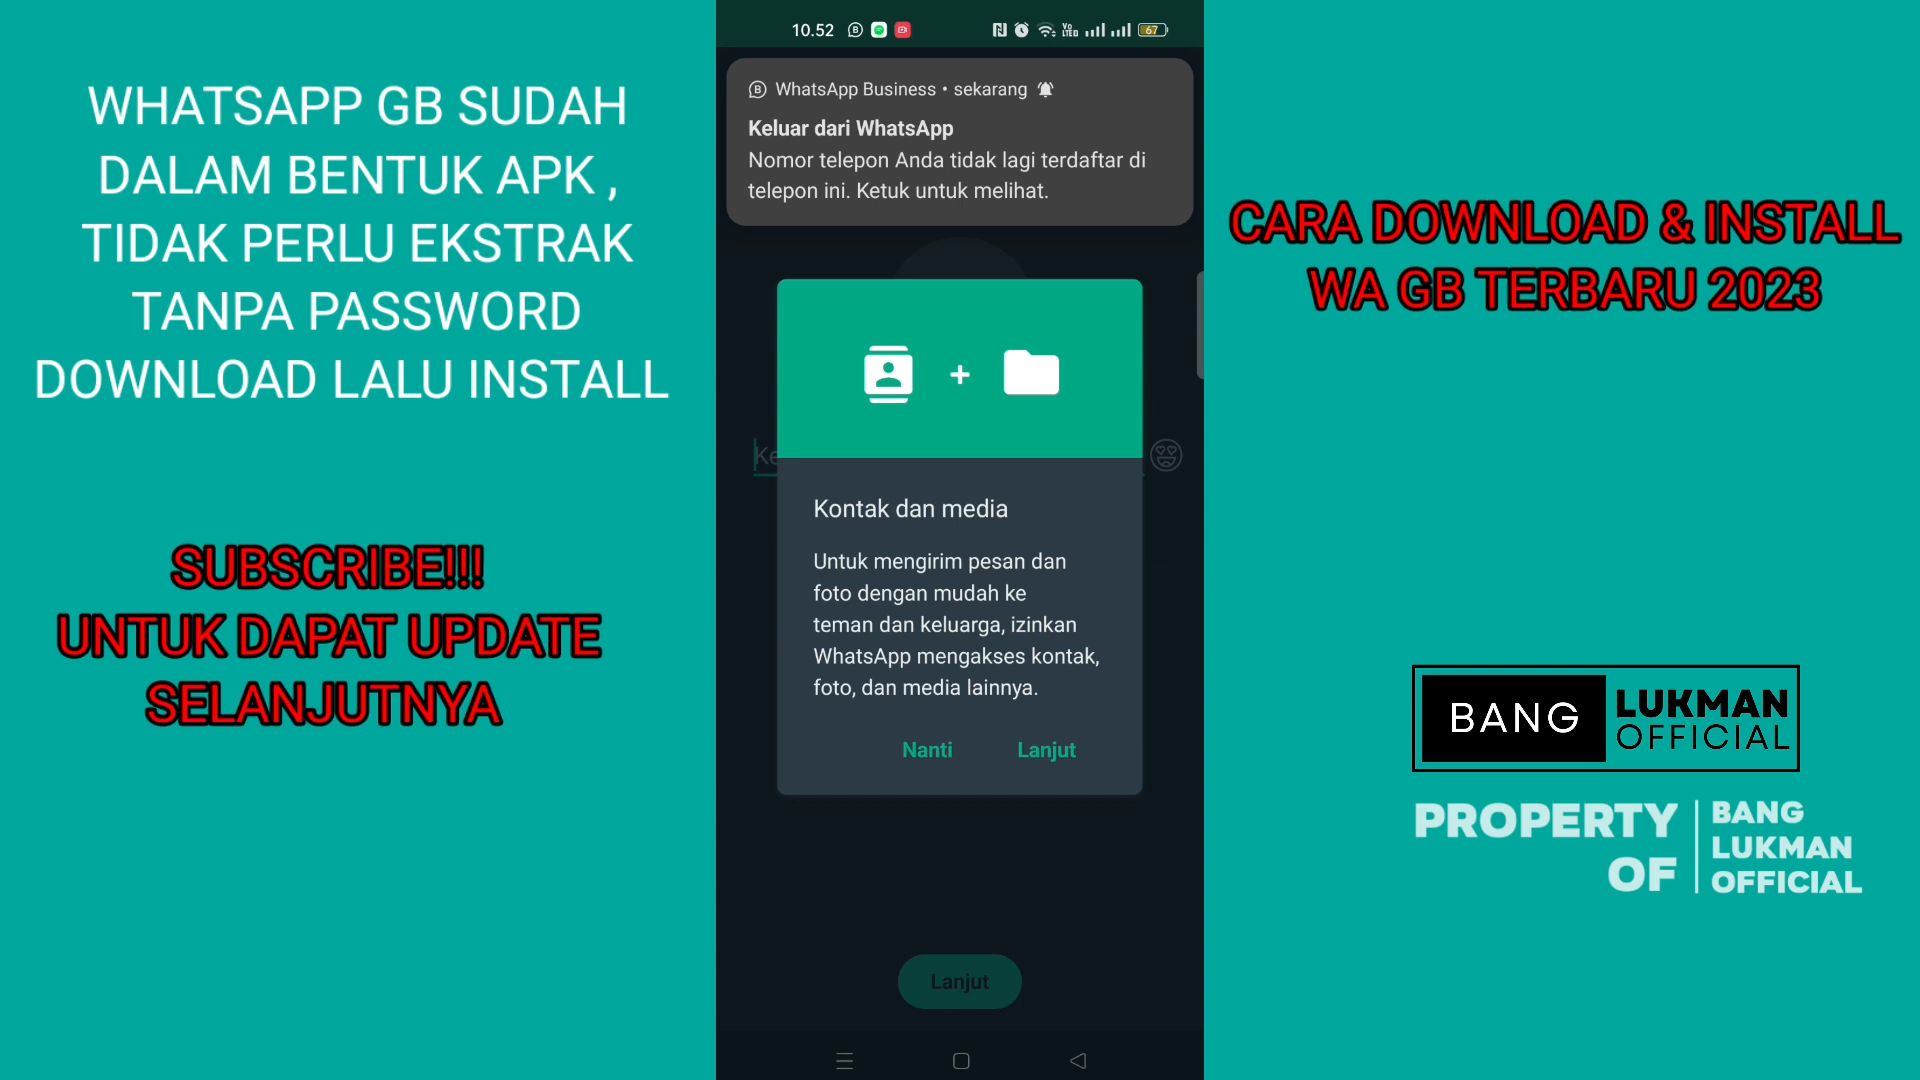 WHATSAPP GB SUDAH
DALAM BENTUK APK ,
TIDAK PERLU EKSTRAK
TANPA PASSWORD
DOWNLOAD LALU INSTALL
SUBSCRIBE!!!
UNTUK DAPAT UPDATE
SELANJUTNYA
10.52
VoLTE
67
WhatsApp Business • sekarang
Keluar dari WhatsApp
Nomor telepon Anda tidak lagi terdaftar di
telepon ini. Ketuk untuk melihat.
Ke
Kontak dan media
Untuk mengirim pesan dan
foto dengan mudah ke
teman dan keluarga, izinkan
WhatsApp mengakses kontak,
foto, dan media lainnya.
Nanti Lanjut
Lanjut
CARA DOWNLOAD & INSTALL
WA GB TERBARU 2023
BANG LUKMAN
OFFICIAL
PROPERTY
OF
BANG
LUKMAN
OFFICIAL